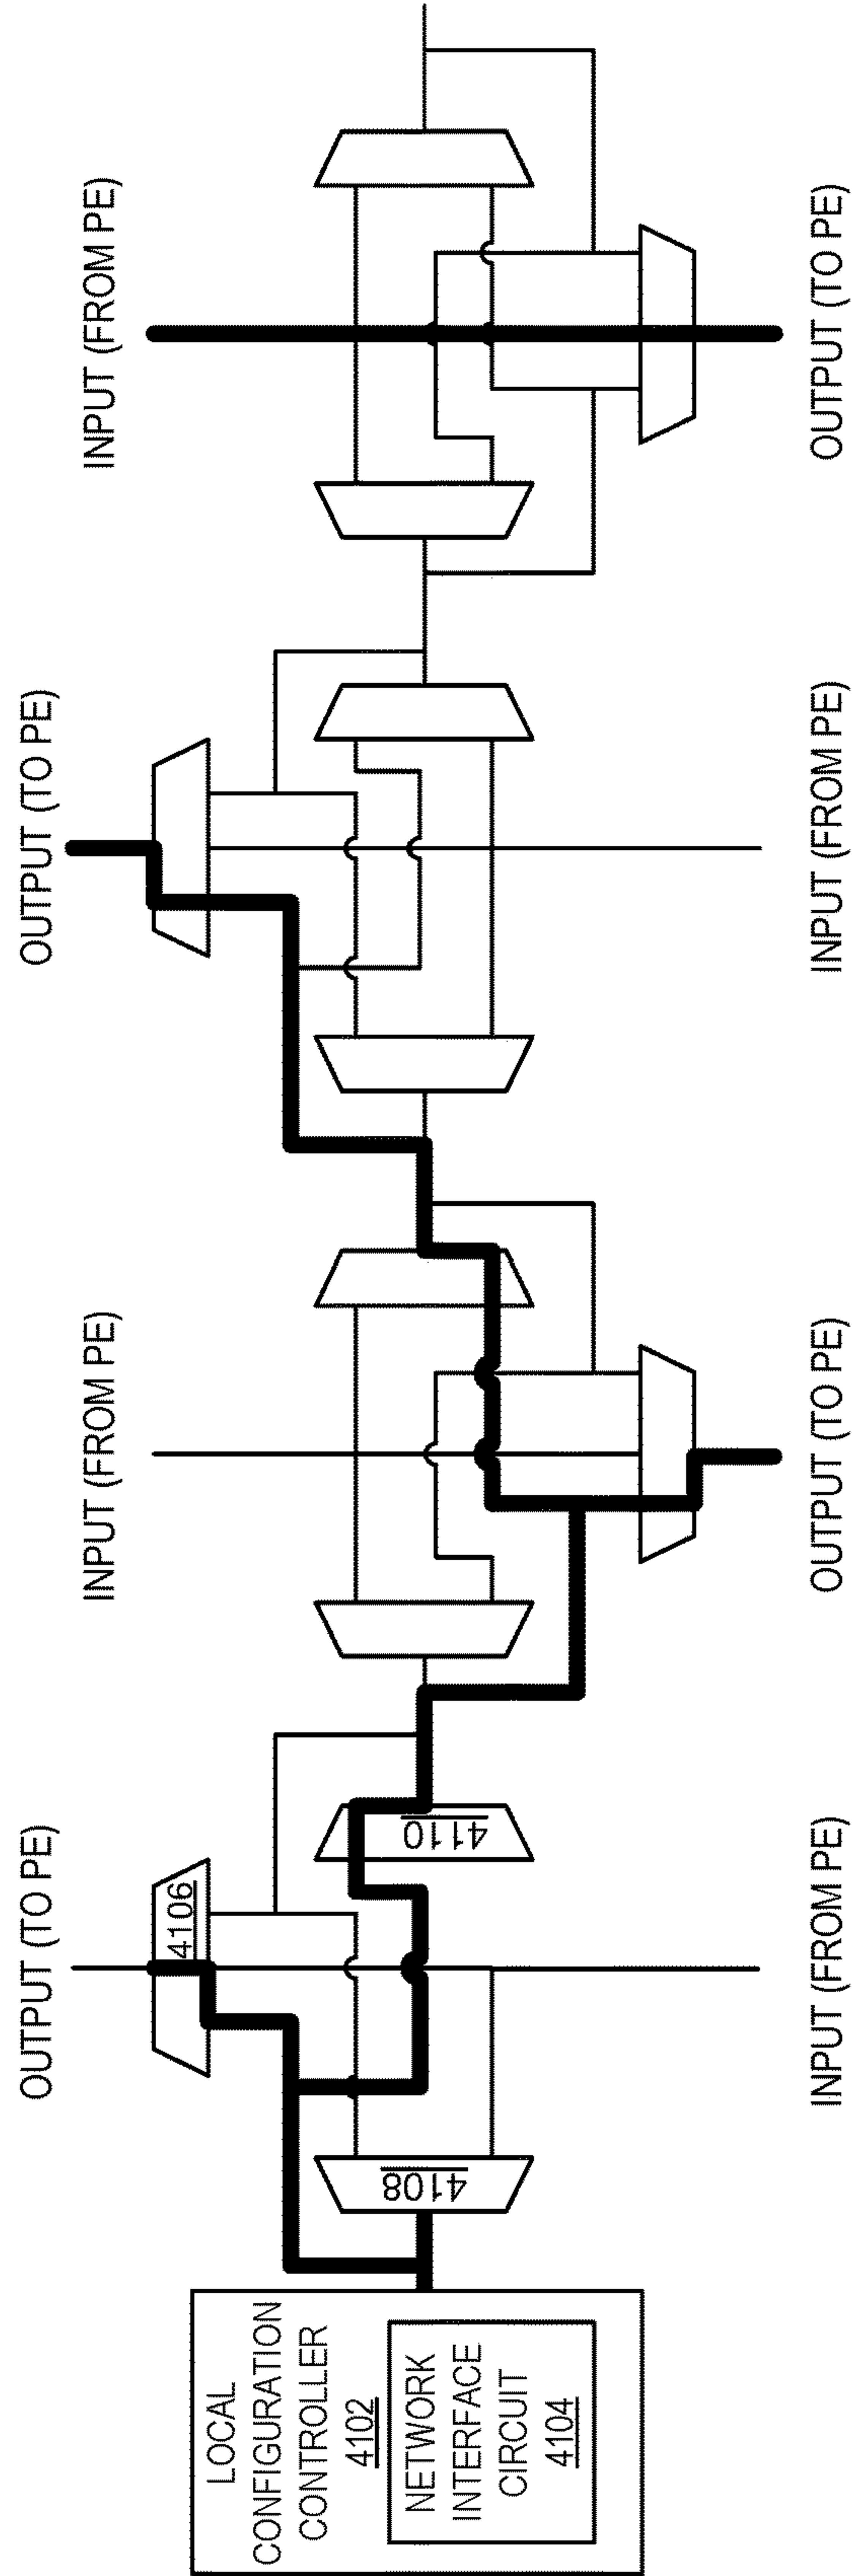 OUTPUT (TO PE)
INPUT (FROM PE)
OUTPUT (TO PE)
INPUT (FROM PE)
4106
4108
4110
LOCAL
CONFIGURATION
CONTROLLER
4102
NETWORK
INTERFACE
CIRCUIT
4104
INPUT (FROM PE)
OUTPUT (TO PE)
INPUT (FROM PE)
OUTPUT (TO PE)